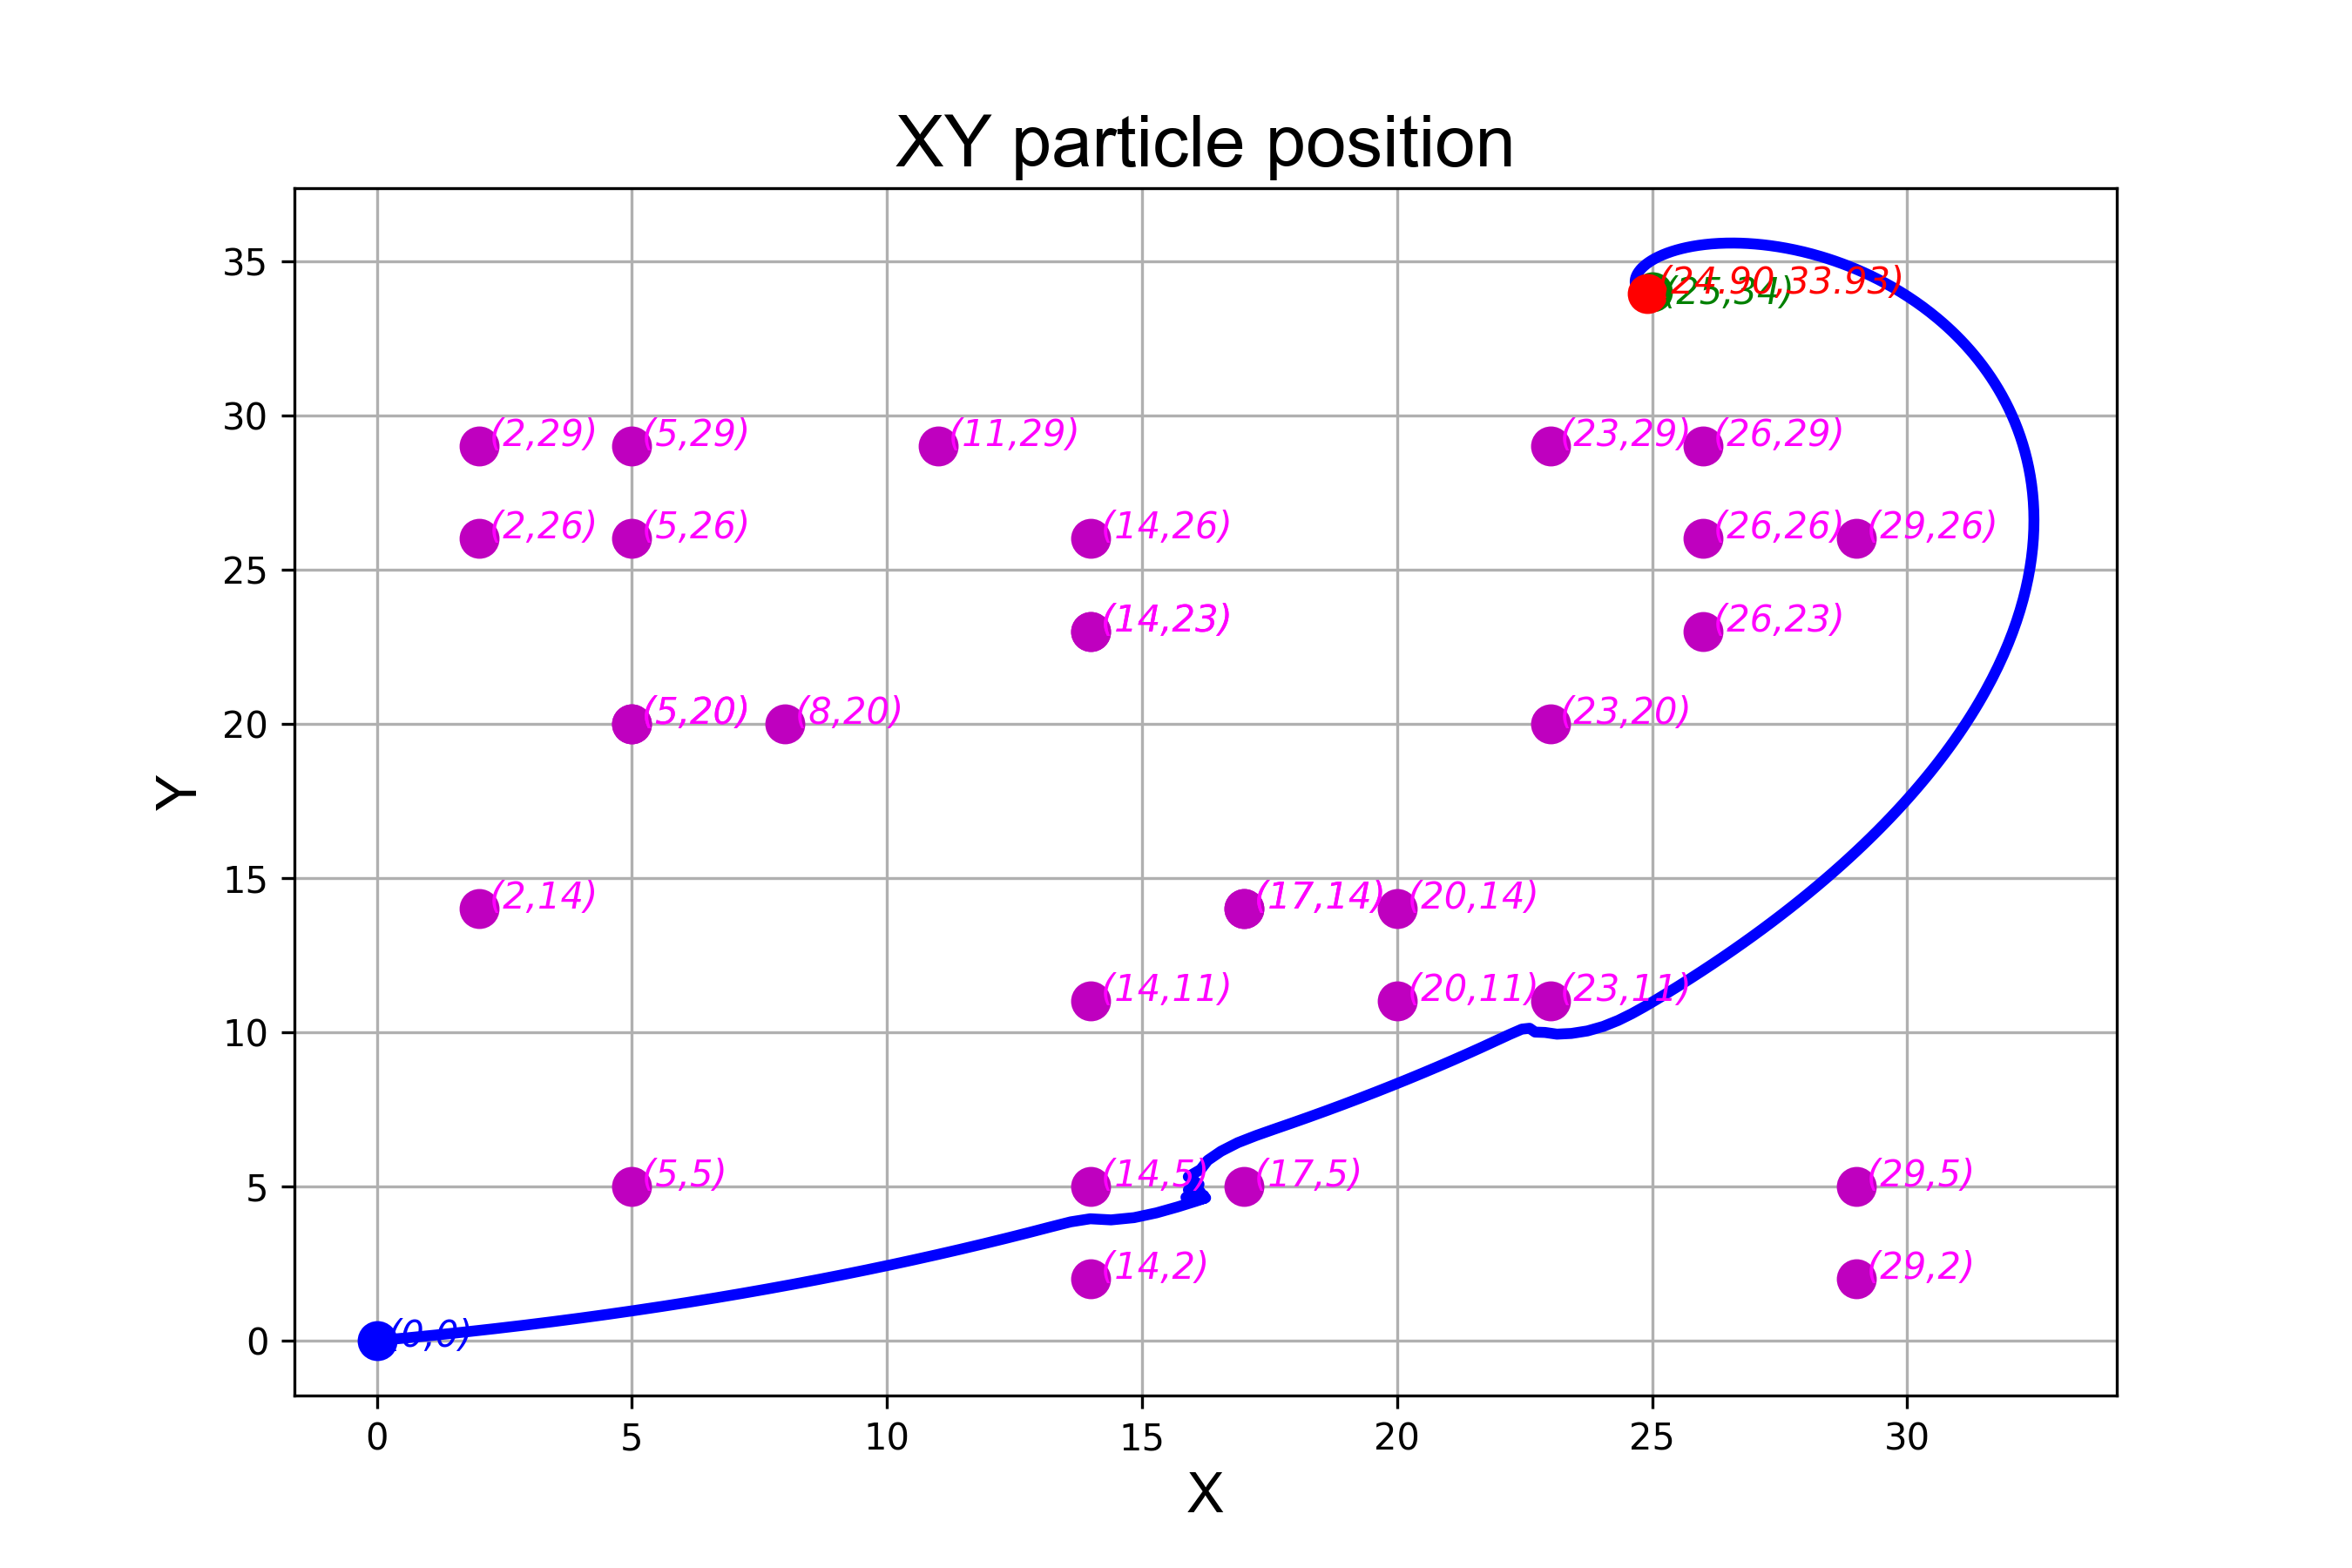 XY particle position
35
(24.90,33.93)
(25,34)
30
(2,29) (5,29) (11,29) (23,29) (26,29)
(2,26) (5,26) (14,26) (26,26) (29,26)
25
(14,23) (26,23)
20
(5,20) (8,20) (23,20)
Y
15
(2,14) (17,14) (20,14)
(14,11) (20,11) (23,11)
10
5
(5,5) (14,5) (17,5) (29,5)
(14,2) (29,2)
0
(0,0)
0 5 10 15 20 25 30
X